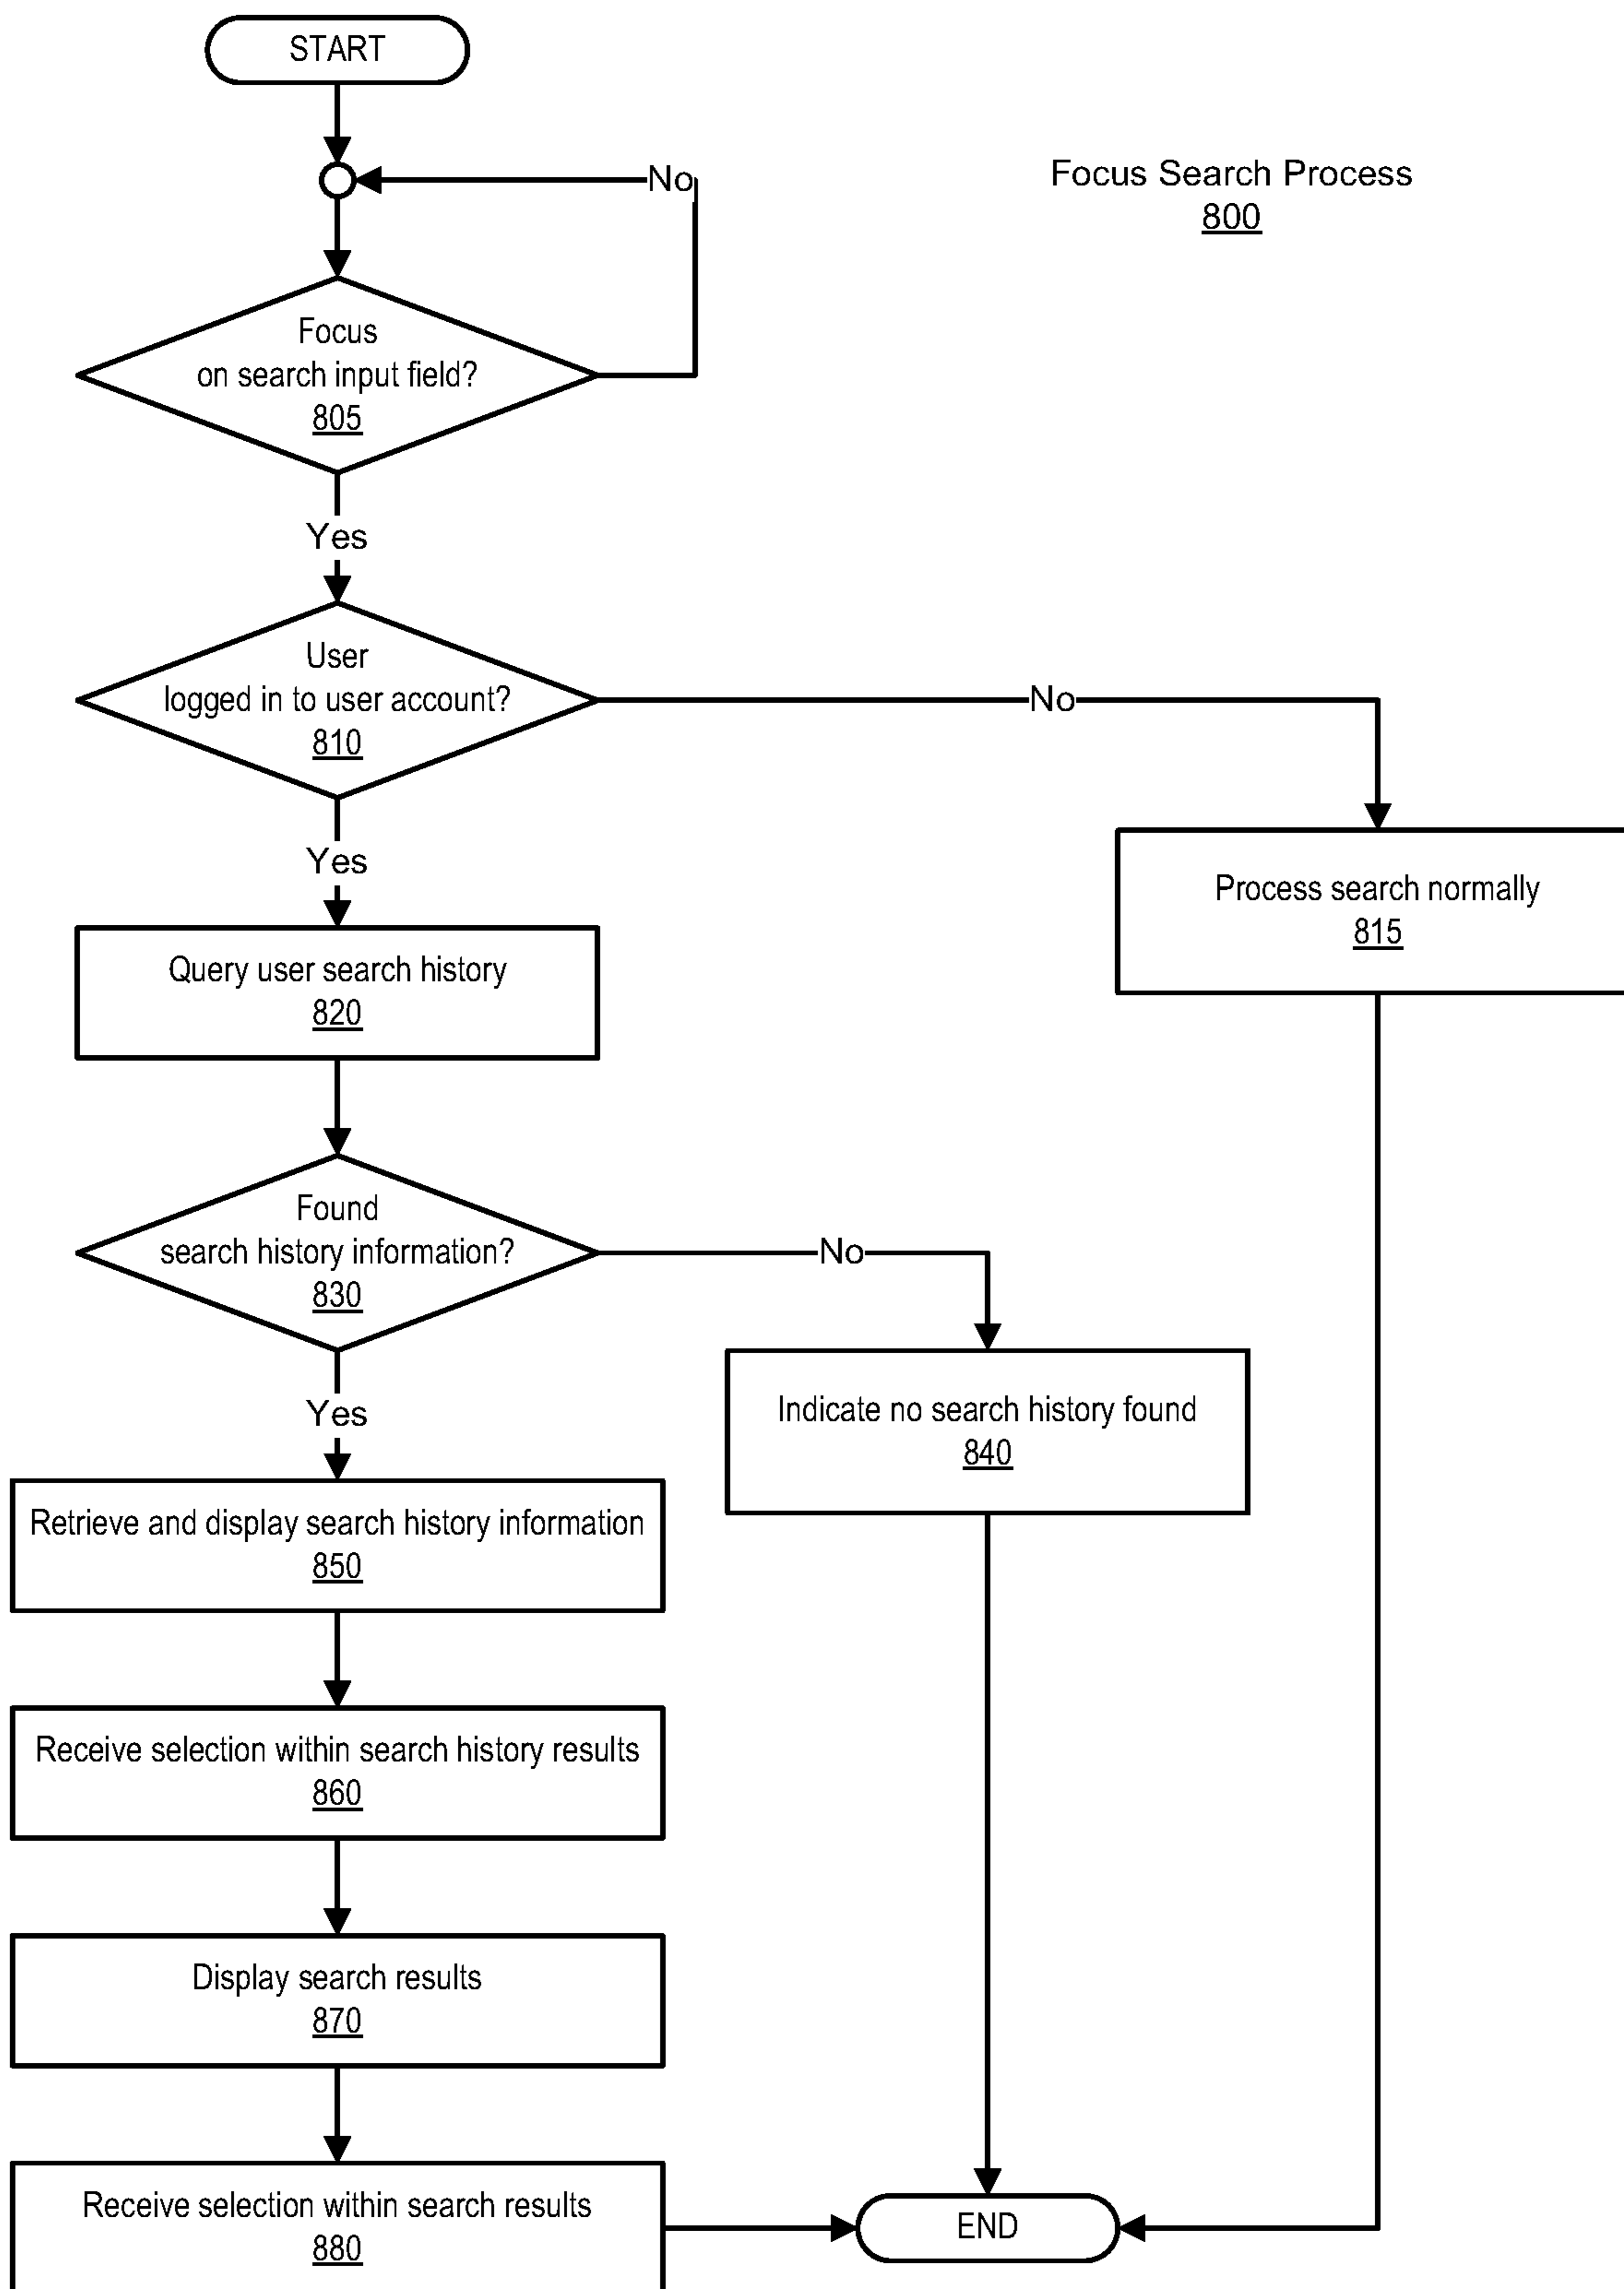 START
No
Focus Search Process
800
Focus
on search input field?
805
Yes
User
logged in to user account?
810
No
Yes
Process search normally
815
Query user search history
820
Found
search history information?
830
No
Yes
Indicate no search history found
840
Retrieve and display search history information
850
Receive selection within search history results
860
Display search results
870
Receive selection within search results
880
END